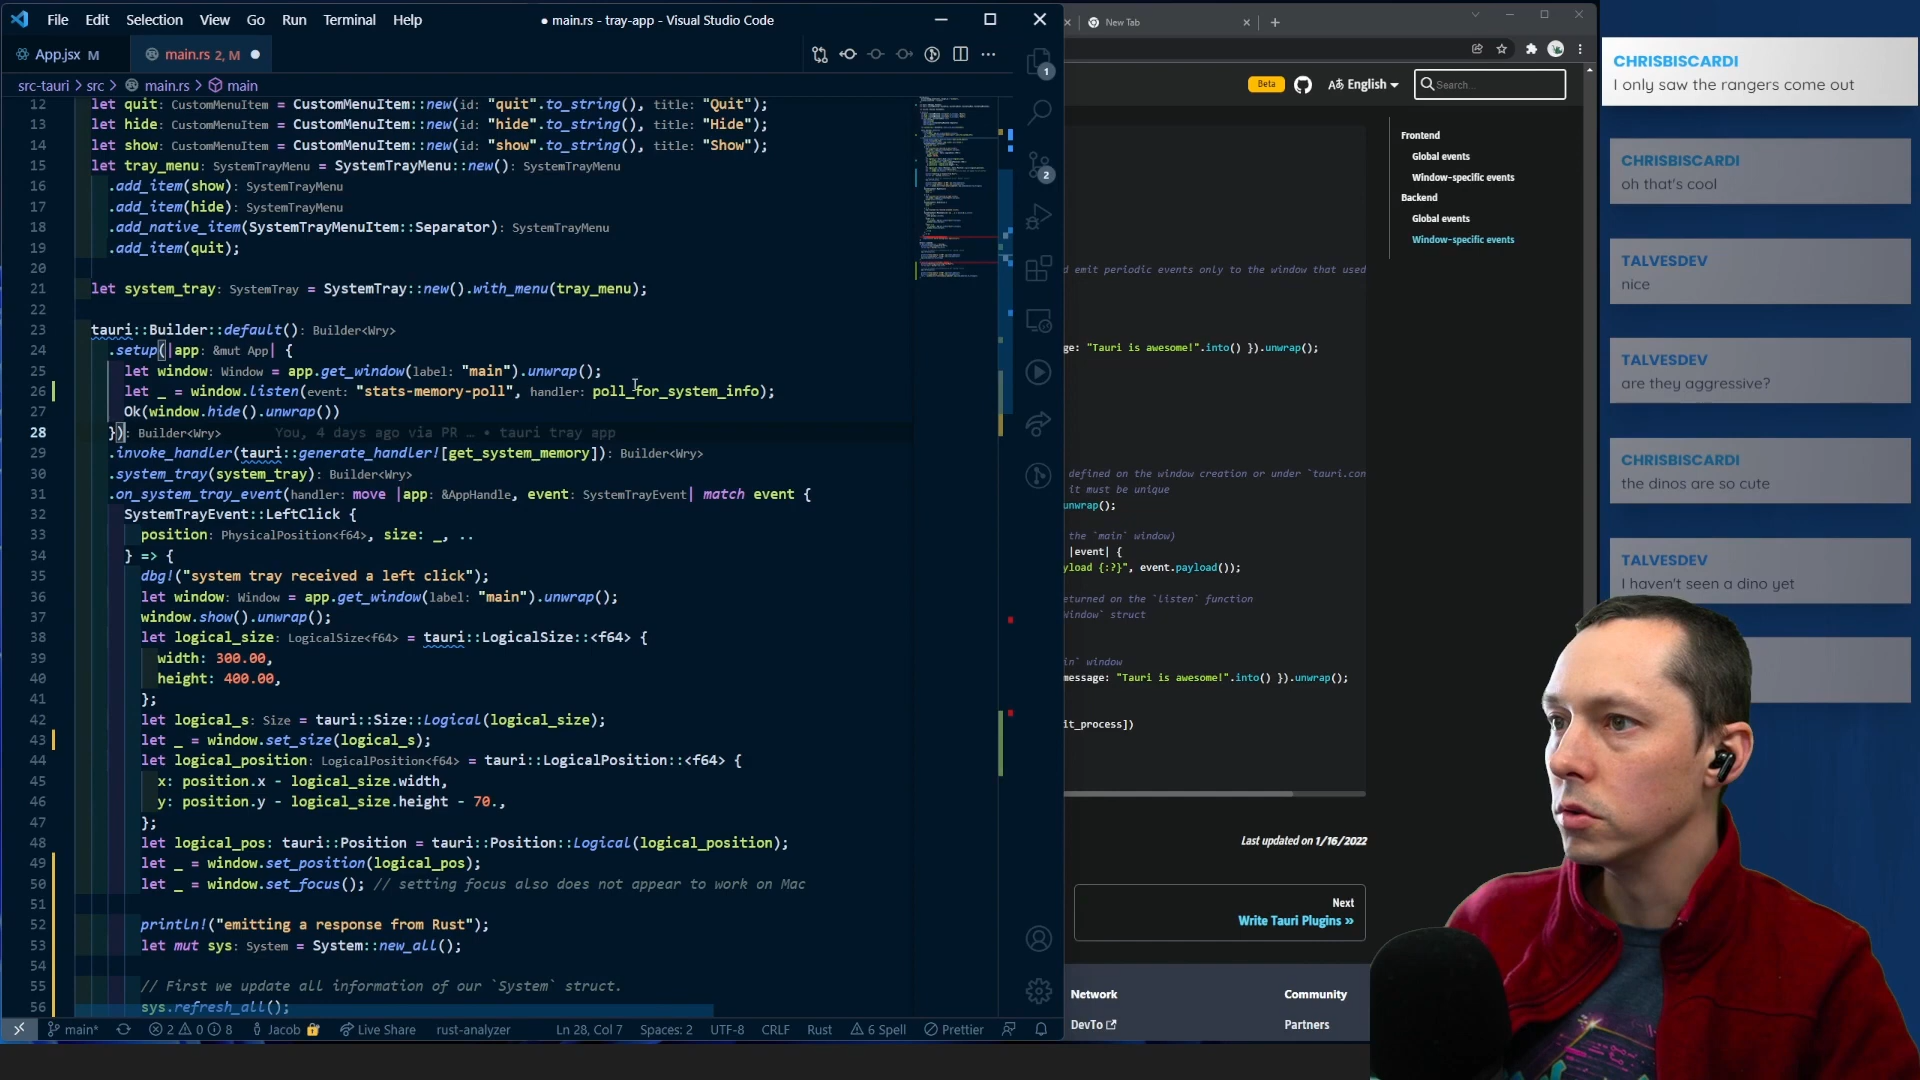 File Edit Selection View Go Run Terminal Help
● main.rs - tray-app - Visual Studio Code
App.jsx M
main.rs 2, M ●
src-tauri > src > main.rs > main
12 let quit: CustomMenuItem = CustomMenuItem::new(id: "quit".to_string(), title: "Quit");
13 let hide: CustomMenuItem = CustomMenuItem::new(id: "hide".to_string(), title: "Hide");
14 let show: CustomMenuItem = CustomMenuItem::new(id: "show".to_string(), title: "Show");
15 let tray_menu: SystemTrayMenu = SystemTrayMenu::new() SystemTrayMenu
16 .add_item(show) SystemTrayMenu
17 .add_item(hide) SystemTrayMenu
18 .add_native_item(SystemTrayMenuItem::Separator) SystemTrayMenu
19 .add_item(quit);
20
21 let system_tray: SystemTray = SystemTray::new().with_menu(tray_menu);
22
23 tauri::Builder::default() Builder<Wry>
24 .setup(|app: &mut App| {
25 let window: Window = app.get_window(label: "main").unwrap();
26 let _ = window.listen(event: "stats-memory-poll", handler: poll_for_system_info);
27 Ok(window.hide().unwrap())
28 }) Builder<Wry> You, 4 days ago via PR … • tauri tray app
29 .invoke_handler(tauri::generate_handler![get_system_memory]) Builder<Wry>
30 .system_tray(system_tray) Builder<Wry>
31 .on_system_tray_event(handler: move |app: &AppHandle, event: SystemTrayEvent| match event {
32 SystemTrayEvent::LeftClick {
33 position: PhysicalPosition<f64>, size: _, ..
34 } => {
35 dbg!("system tray received a left click");
36 let window: Window = app.get_window(label: "main").unwrap();
37 window.show().unwrap();
38 let logical_size: LogicalSize<f64> = tauri::LogicalSize::<f64> {
39 width: 300.00,
40 height: 400.00,
41 };
42 let logical_s: Size = tauri::Size::Logical(logical_size);
43 let _ = window.set_size(logical_s);
44 let logical_position: LogicalPosition<f64> = tauri::LogicalPosition::<f64> {
45 x: position.x - logical_size.width,
46 y: position.y - logical_size.height - 70.,
47 };
48 let logical_pos: tauri::Position = tauri::Position::Logical(logical_position);
49 let _ = window.set_position(logical_pos);
50 let _ = window.set_focus(); // setting focus also does not appear to work on Mac
51
52 println!("emitting a response from Rust");
53 let mut sys: System = System::new_all();
54
55 // First we update all information of our `System` struct.
56 sys.refresh_all();
1
2
main* 2 0 8 Jacob Live Share rust-analyzer Ln 28, Col 7 Spaces: 2 UTF-8 CRLF Rust 6 Spell Prettier
New Tab
Beta English Search...
Frontend
Global events
Window-specific events
Backend
Global events
Window-specific events
d emit periodic events only to the window that used
ge: "Tauri is awesome!".into() }).unwrap();
defined on the window creation or under `tauri.con
it must be unique
unwrap();
the `main` window)
|event| {
yload {:?}", event.payload());
eturned on the `listen` function
Window` struct
in` window
message: "Tauri is awesome!".into() }).unwrap();
it_process])
Last updated on 1/16/2022
Next
Write Tauri Plugins »
Network
Community
DevTo
Partners
CHRISBISCARDI
I only saw the rangers come out
CHRISBISCARDI
oh that's cool
TALVESDEV
nice
TALVESDEV
are they aggressive?
CHRISBISCARDI
the dinos are so cute
TALVESDEV
I haven't seen a dino yet